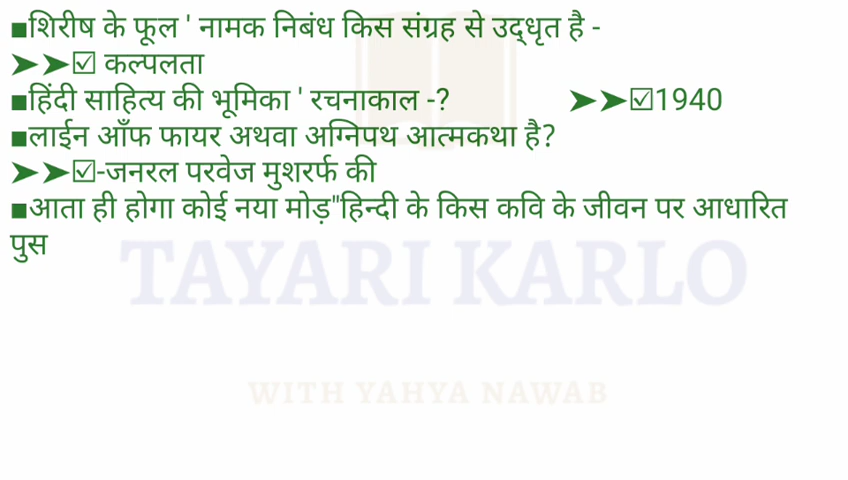 ■शिरीष के फूल ' नामक निबंध किस संग्रह से उद्धृत है -
➤➤☑ कल्पलता
■हिंदी साहित्य की भूमिका ' रचनाकाल -? ➤➤☑1940
■लाईन ऑंफ फायर अथवा अग्निपथ आत्मकथा है?
➤➤☑-जनरल परवेज मुशर्रफ की
■आता ही होगा कोई नया मोड़"हिन्दी के किस कवि के जीवन पर आधारित
पुस
TAYARI KARLO
WITH YAHYA NAWAB